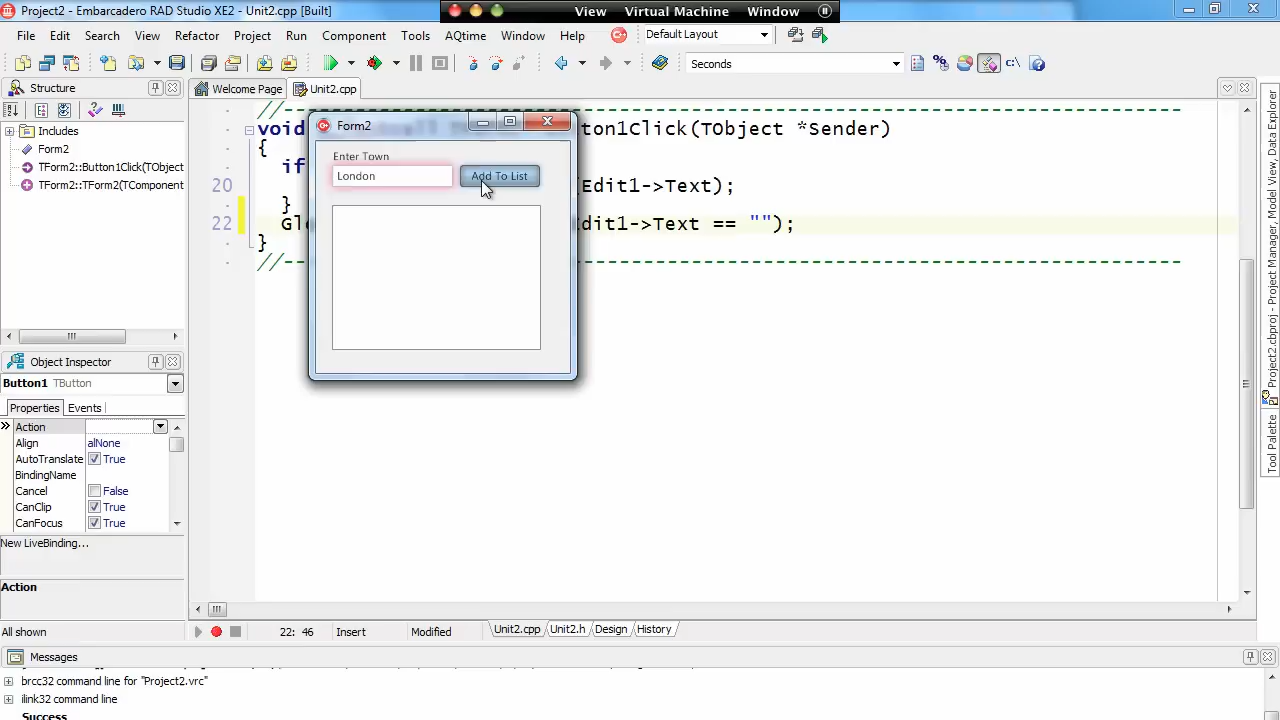 Project2 - Embarcadero RAD Studio XE2 - Unit2.cpp [Built]
View Virtual Machine Window
File Edit Search View Refactor Project Run Component Tools AQtime Window Help
Default Layout
Seconds
Structure
Welcome Page
Unit2.cpp
Includes
Form2
TForm2::Button1Click(TObject
TForm2::TForm2(TComponent
//
void
ton1Click(TObject *Sender)
{
if
20
(Edit1->Text);
}
22
Glo
Edit1->Text == "");
}
//
Form2
Enter Town
London
Add To List
Object Inspector
Button1 TButton
Properties Events
Action
Align alNone
AutoTranslate True
BindingName
Cancel False
CanClip True
CanFocus True
New LiveBinding...
Action
All shown
22: 46 Insert Modified
Unit2.cpp Unit2.h Design History
Project2.cbproj - Project Manager Model View, Data Explorer
Tool Palette
Messages
brcc32 command line for "Project2.vrc"
ilink32 command line
Success